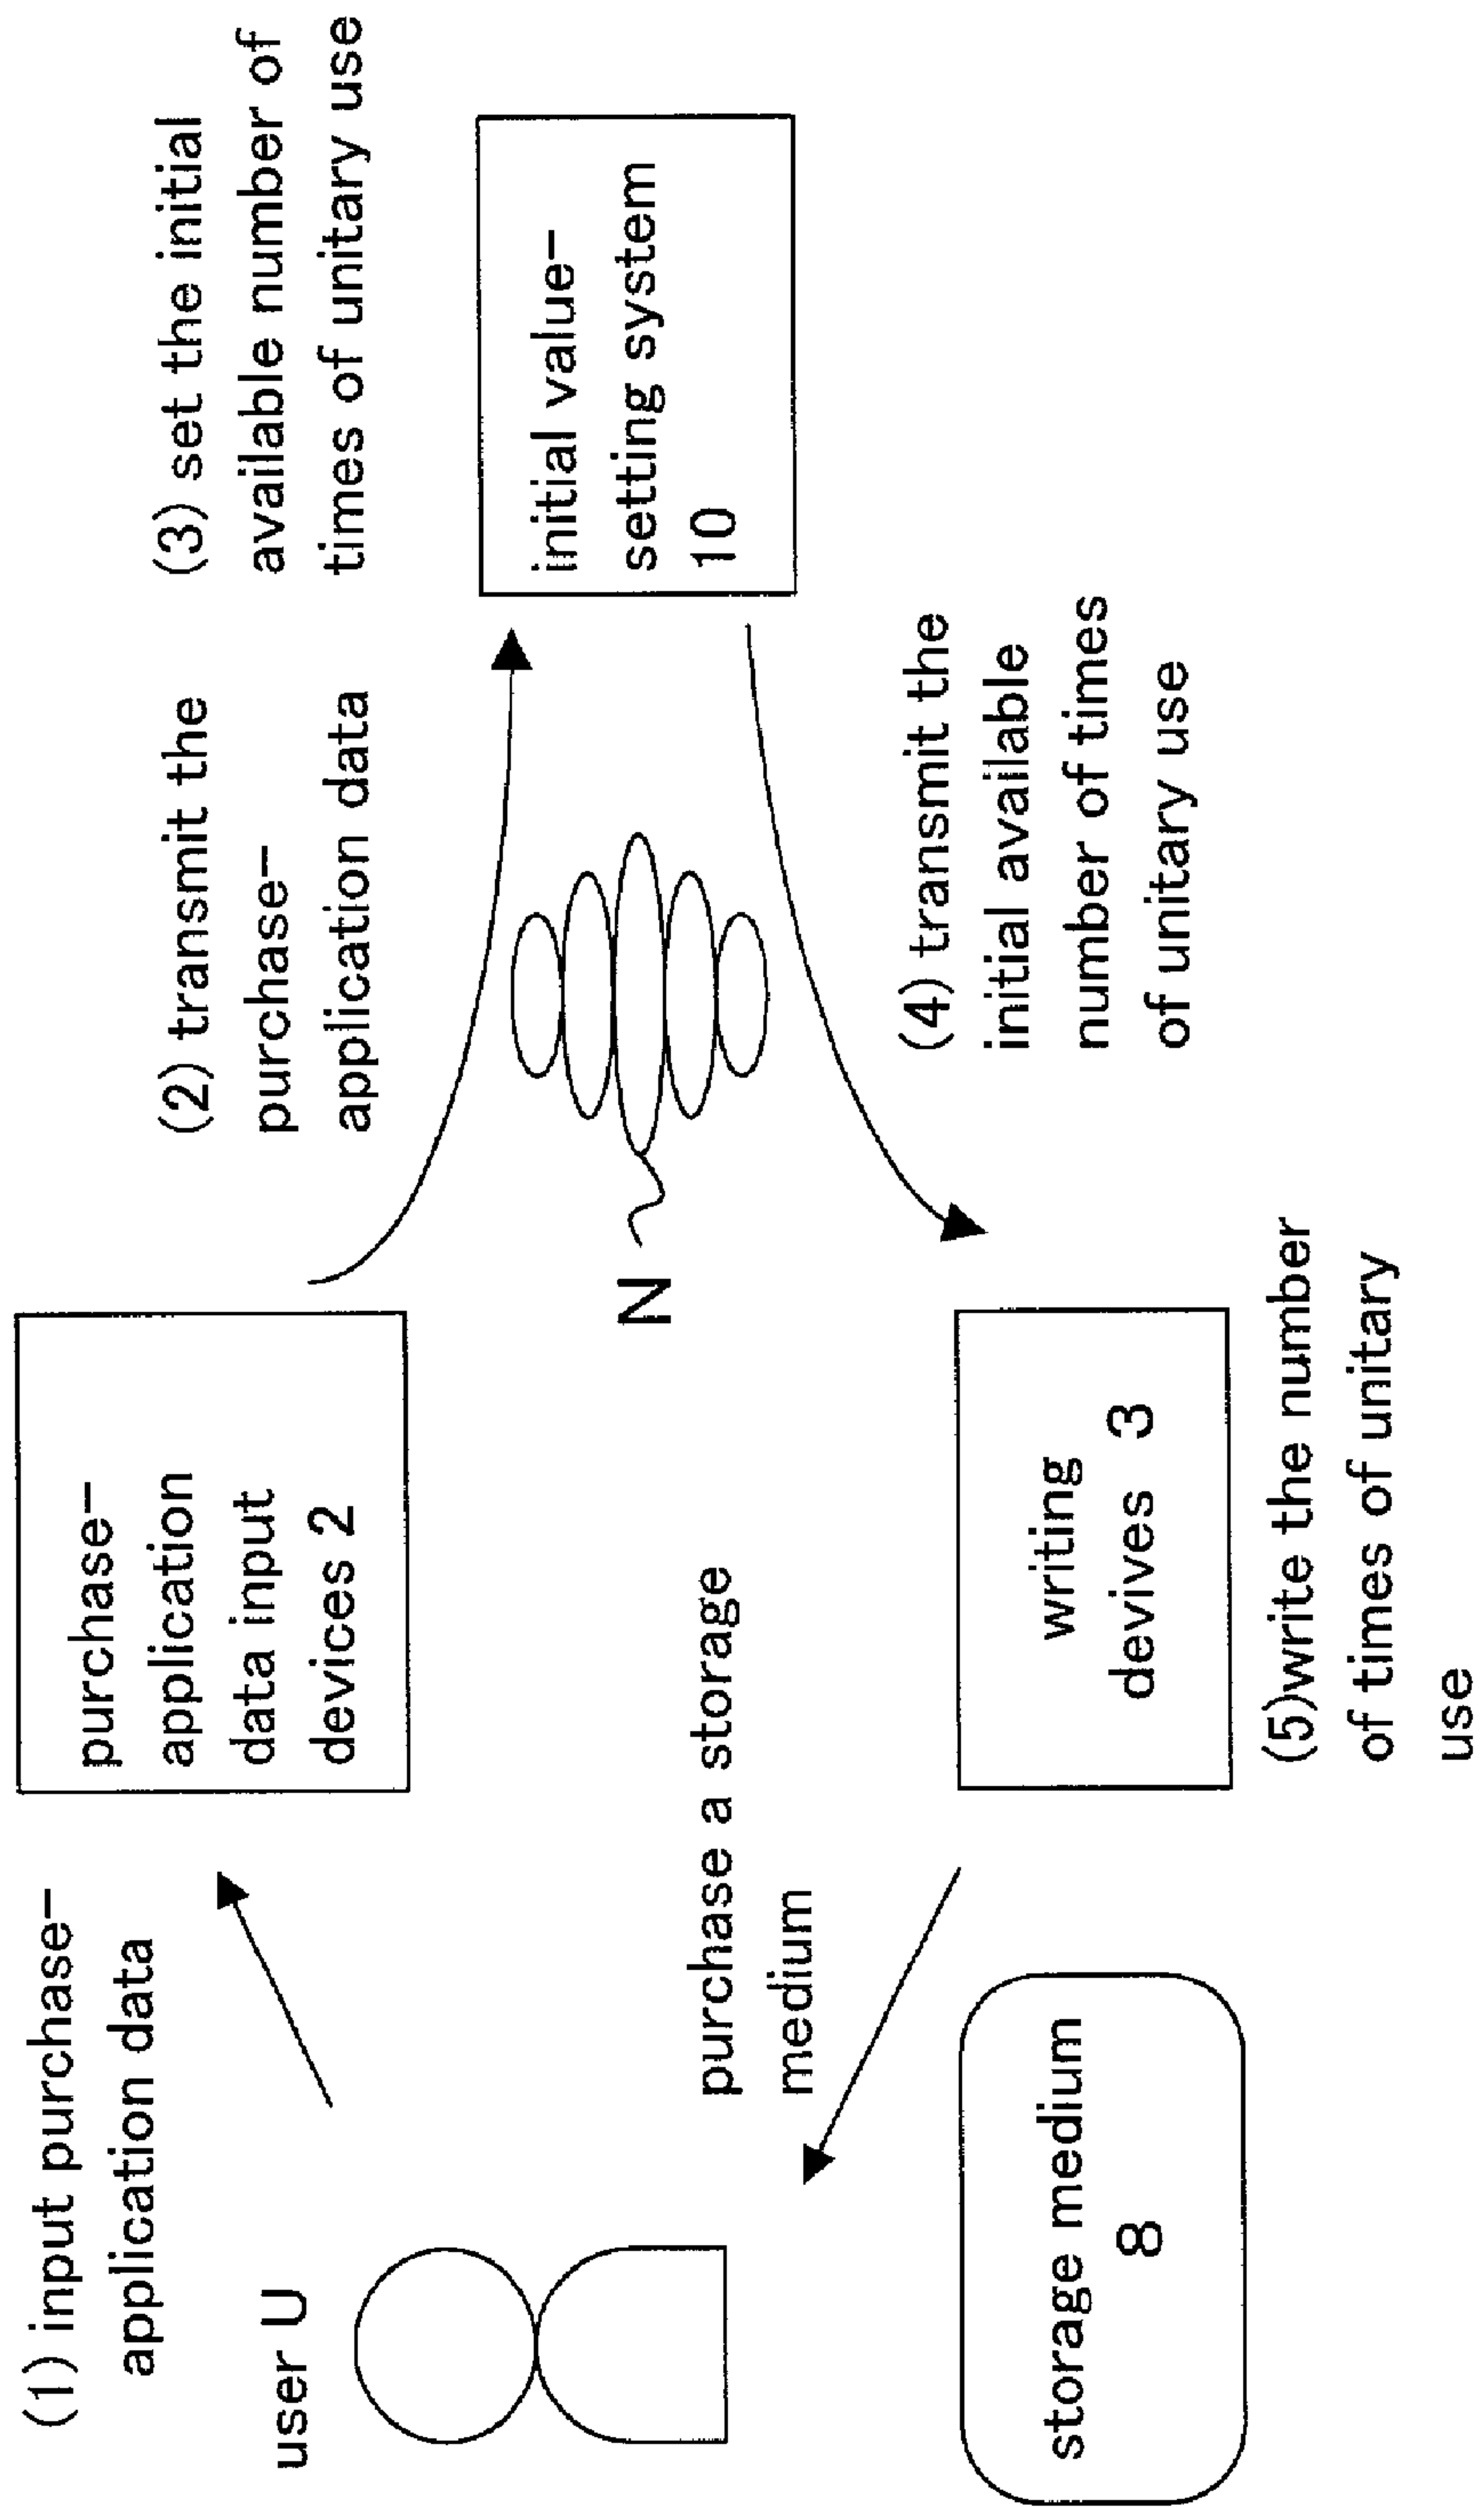 (1) input purchase-
application data
user U
purchase-
application
data input
devices 2
(2) transmit the
purchase-
application data
(3) set the initial
available number of
times of unitary use
initial value-
setting system
10
N
(4) transmit the
initial available
number of times
of unitary use
purchase a storage
medium
writing
devives 3
(5)write the number
of times of unitary
use
storage medium
8